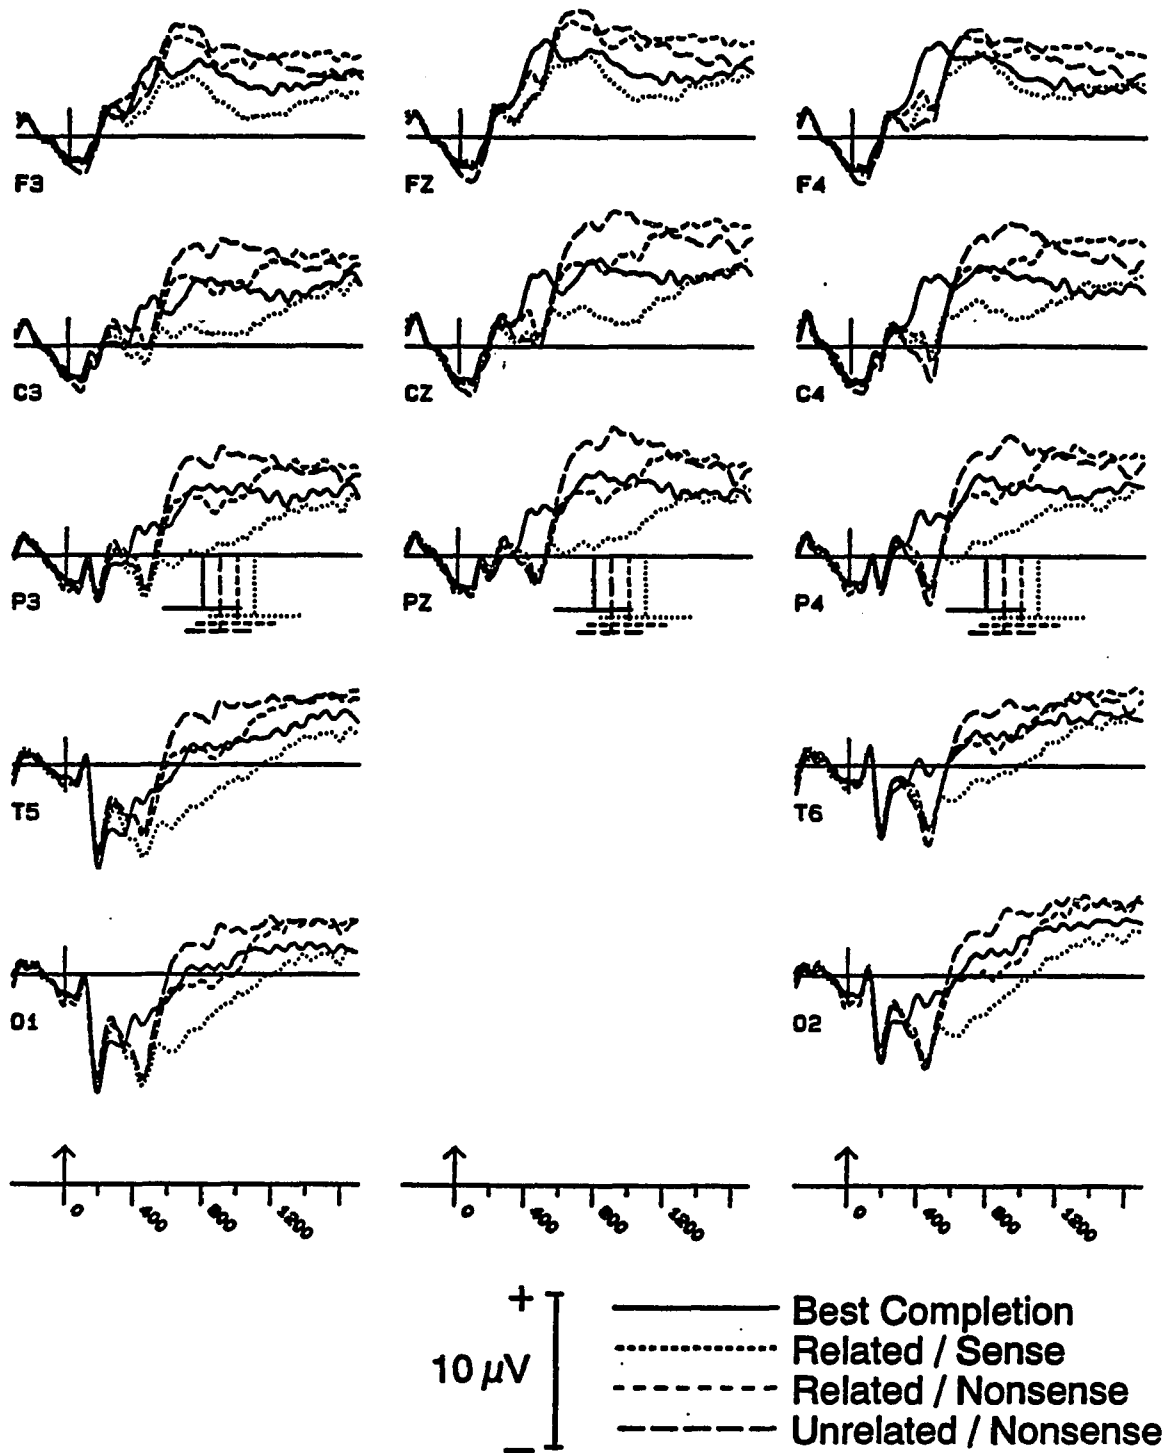 F3 FZ F4
C3 CZ C4
P3 PZ P4
T5 T6
O1 O2
0 400 800 1200 0 400 800 1200 0 400 800 1200
+
10 µV
–
Best Completion
Related / Sense
Related / Nonsense
Unrelated / Nonsense